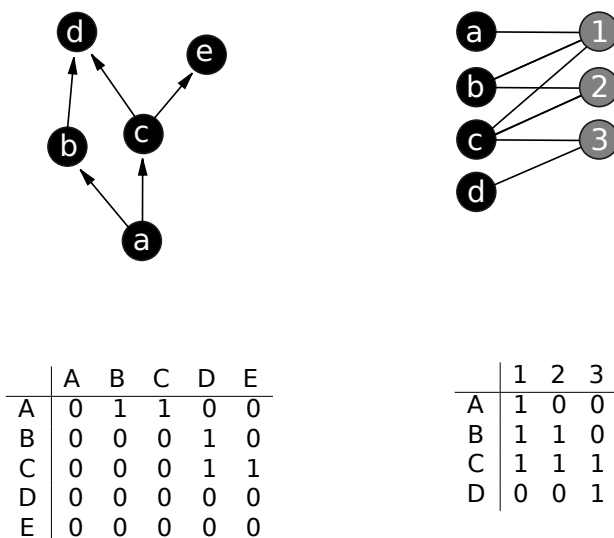 d
e
b
c
a
a
b
c
d
1
2
3
A B C D E
A 0 1 1 0 0
B 0 0 0 1 0
C 0 0 0 1 1
D 0 0 0 0 0
E 0 0 0 0 0
1 2 3
A 1 0 0
B 1 1 0
C 1 1 1
D 0 0 1